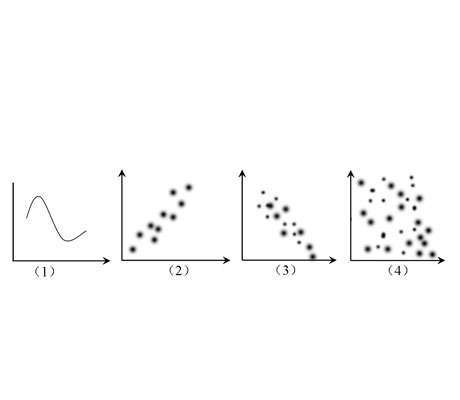 （1） （2） （3） （4）